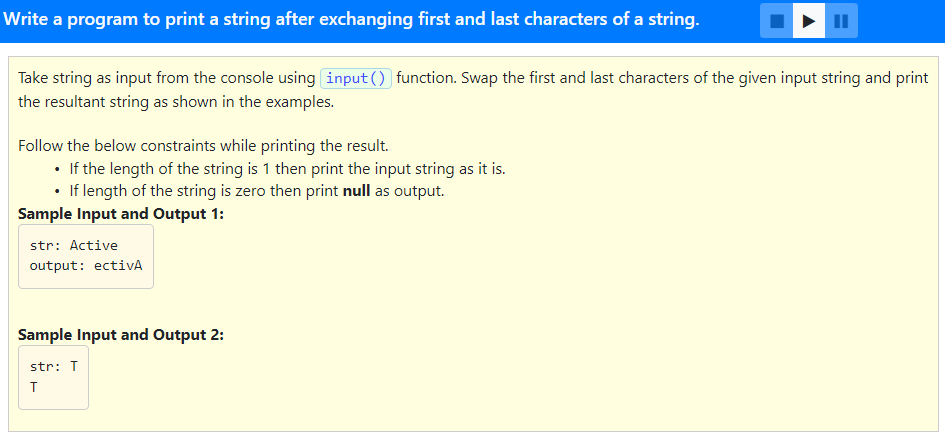 Write a program to print a string after exchanging first and last characters of a string.
Take string as input from the console using input() function. Swap the first and last characters of the given input string and print
the resultant string as shown in the examples.
Follow the below constraints while printing the result.
• If the length of the string is 1 then print the input string as it is.
• If length of the string is zero then print null as output.
Sample Input and Output 1:
str: Active
output: ectivA
Sample Input and Output 2:
str: T
T